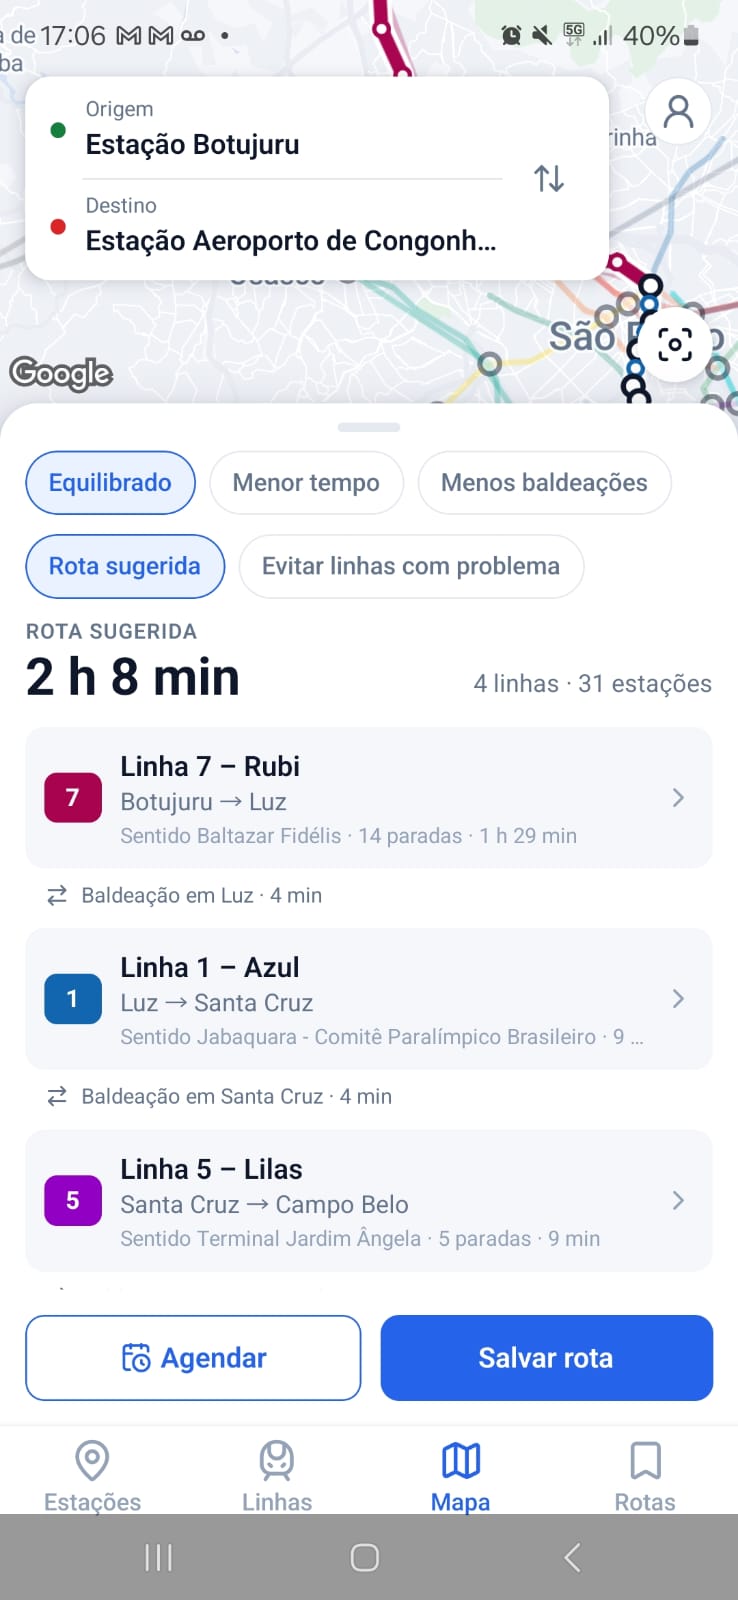 de 17:06
40%
5G
ba
Origem
Estação Botujuru
Destino
Estação Aeroporto de Congonh...
rinha
São
Google
Equilibrado
Menor tempo
Menos baldeações
Rota sugerida
Evitar linhas com problema
ROTA SUGERIDA
2 h 8 min
4 linhas · 31 estações
7
Linha 7 – Rubi
Botujuru → Luz
Sentido Baltazar Fidélis · 14 paradas · 1 h 29 min
Baldeação em Luz · 4 min
1
Linha 1 – Azul
Luz → Santa Cruz
Sentido Jabaquara - Comitê Paralímpico Brasileiro · 9 ...
Baldeação em Santa Cruz · 4 min
5
Linha 5 – Lilas
Santa Cruz → Campo Belo
Sentido Terminal Jardim Ângela · 5 paradas · 9 min
Agendar
Salvar rota
Estações
Linhas
Mapa
Rotas